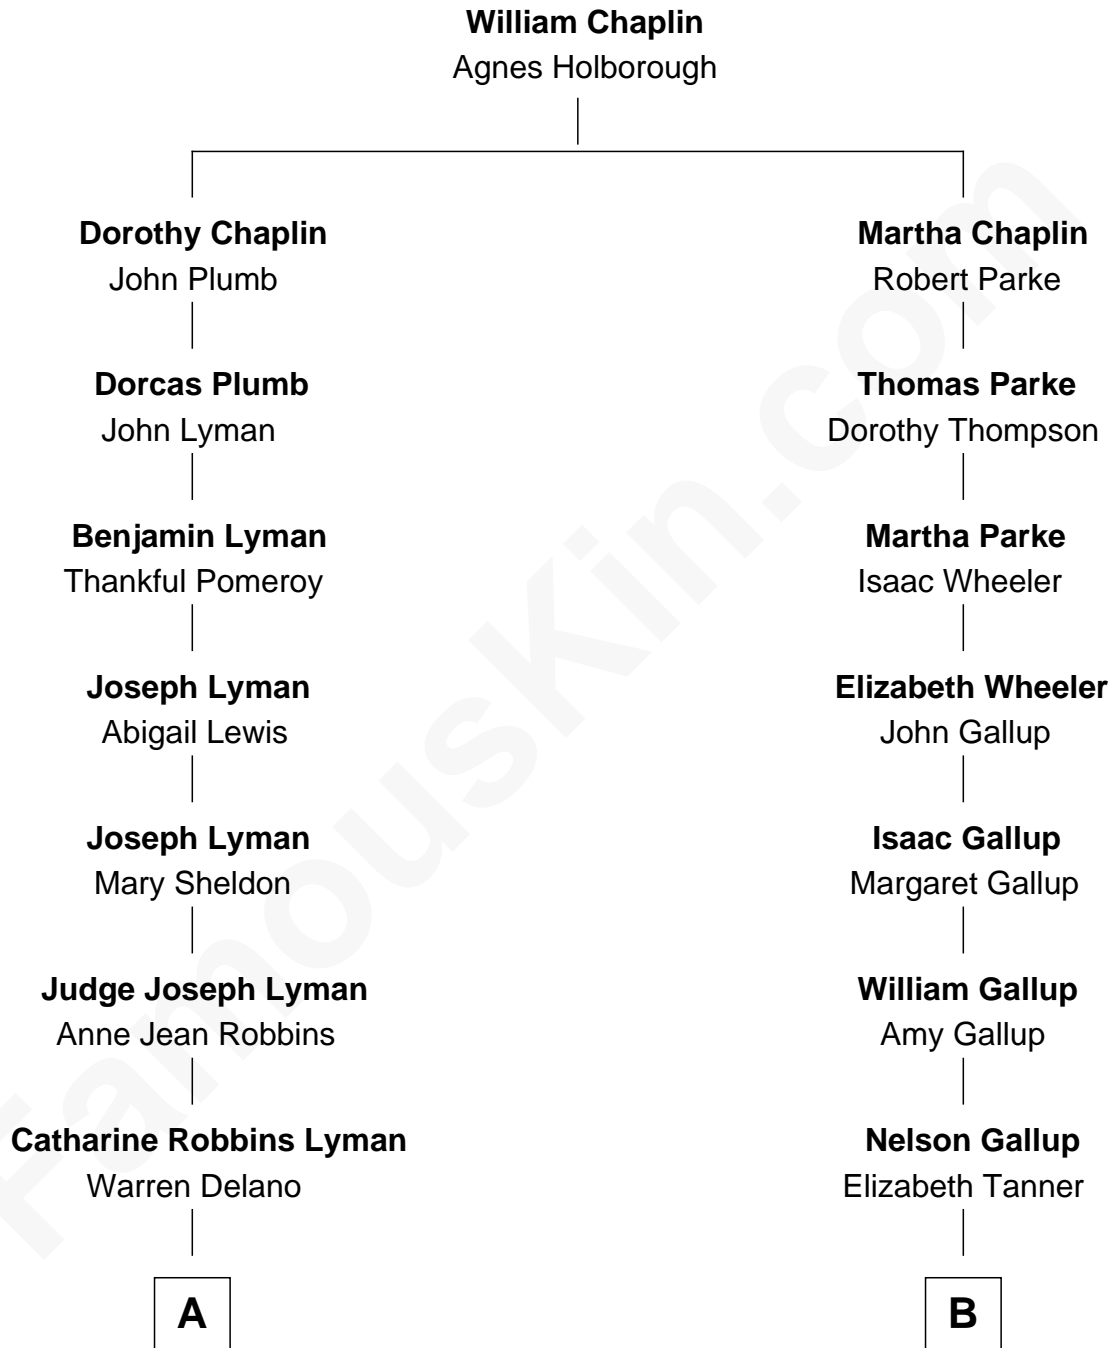 William Chaplin
Agnes Holborough
Dorothy Chaplin
John Plumb
Martha Chaplin
Robert Parke
Dorcas Plumb
John Lyman
Thomas Parke
Dorothy Thompson
Benjamin Lyman
Thankful Pomeroy
Martha Parke
Isaac Wheeler
Joseph Lyman
Abigail Lewis
Elizabeth Wheeler
John Gallup
Joseph Lyman
Mary Sheldon
Isaac Gallup
Margaret Gallup
Judge Joseph Lyman
Anne Jean Robbins
William Gallup
Amy Gallup
Catharine Robbins Lyman
Warren Delano
Nelson Gallup
Elizabeth Tanner
A
B
FamousKin.com